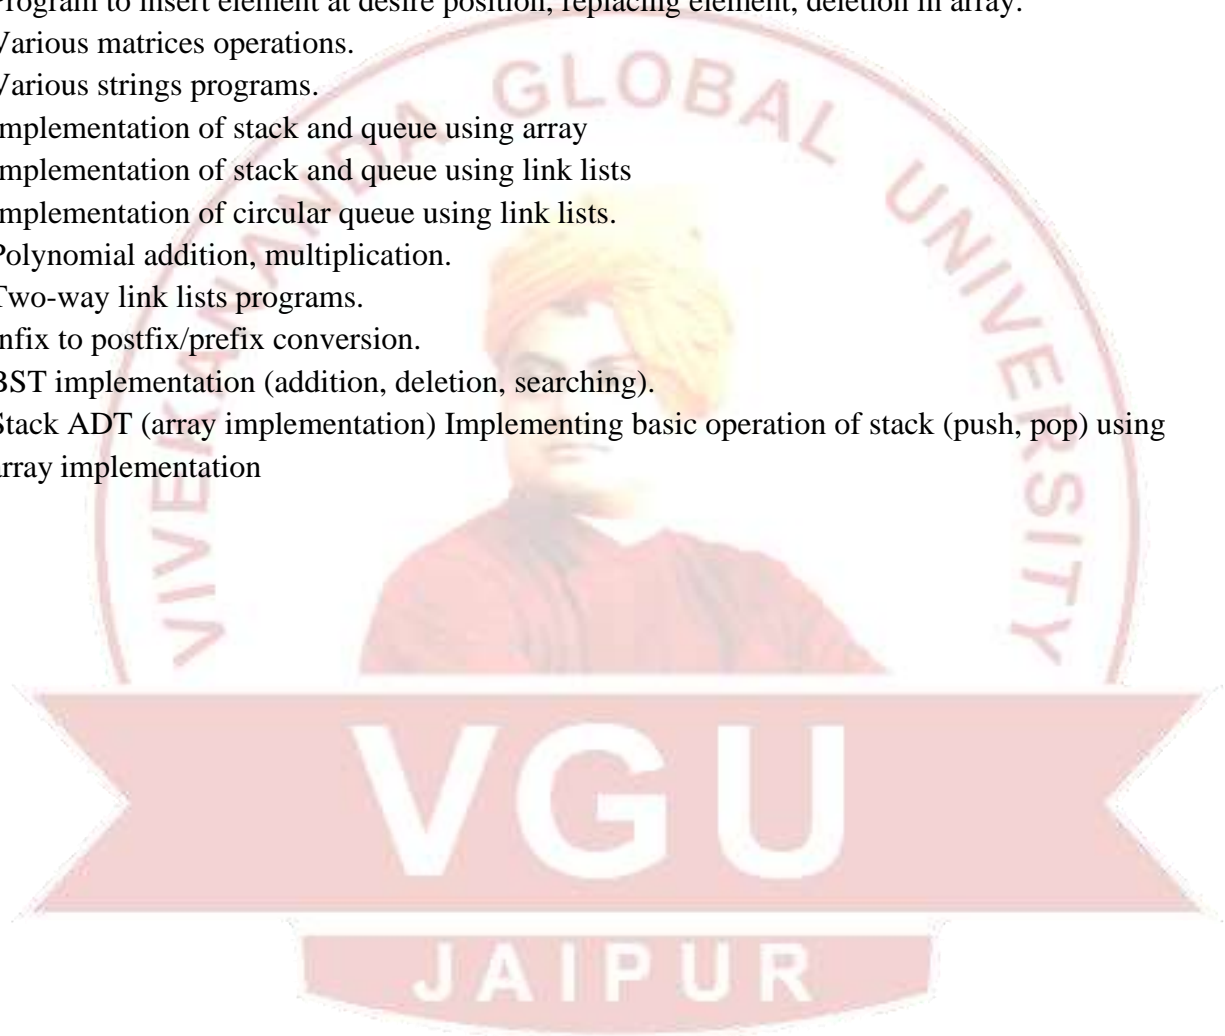 Program to insert element at desire position, replacing element, deletion in array.
Various matrices operations.
Various strings programs.
mplementation of stack and queue using array
mplementation of stack and queue using link lists
mplementation of circular queue using link lists.
Polynomial addition, multiplication.
Two-way link lists programs.
nfix to postfix/prefix conversion.
BST implementation (addition, deletion, searching).
Stack ADT (array implementation) Implementing basic operation of stack (push, pop) using
array implementation
VIVEKANANDA GLOBAL UNIVERSITY
VGU
JAIPUR